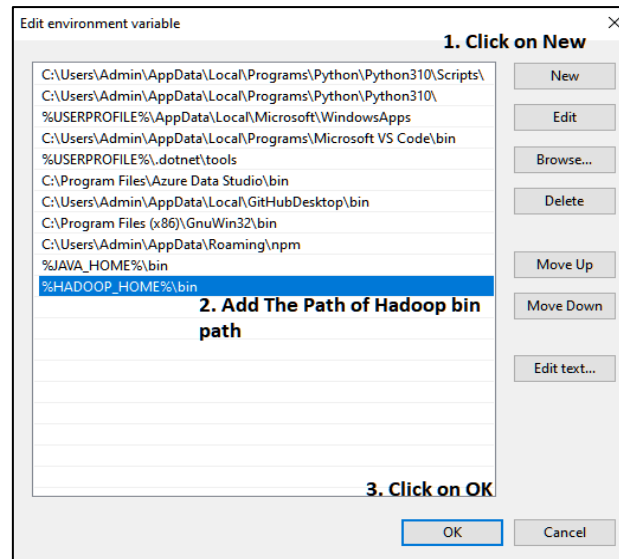 Edit environment variable
1. Click on New
C:\Users\Admin\AppData\Local\Programs\Python\Python310\Scripts\
New
C:\Users\Admin\AppData\Local\Programs\Python\Python310\
%USERPROFILE%\AppData\Local\Microsoft\WindowsApps
Edit
C:\Users\Admin\AppData\Local\Programs\Microsoft VS Code\bin
%USERPROFILE%\.dotnet\tools
Browse...
C:\Program Files\Azure Data Studio\bin
C:\Users\Admin\AppData\Local\GitHubDesktop\bin
Delete
C:\Program Files (x86)\GnuWin32\bin
C:\Users\Admin\AppData\Roaming\npm
%JAVA_HOME%\bin
Move Up
%HADOOP_HOME%\bin
2. Add The Path of Hadoop bin
path
Move Down
Edit text...
3. Click on OK
OK
Cancel